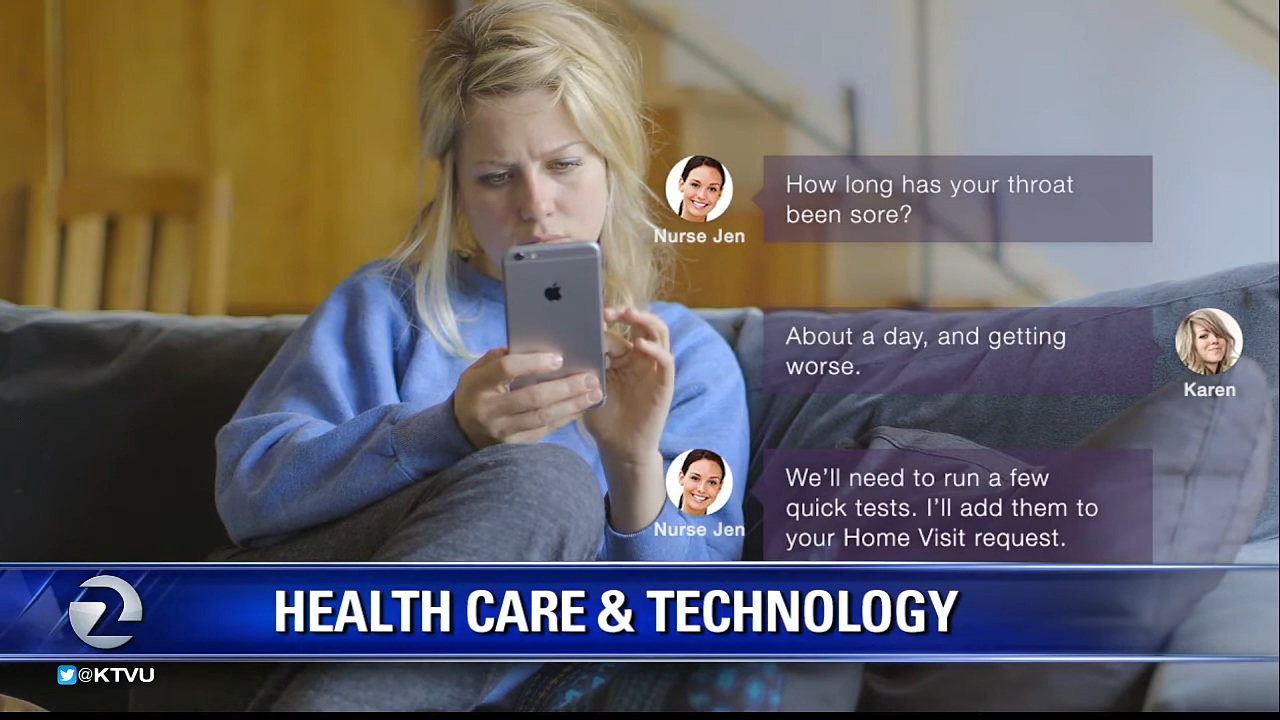 How long has your throat
been sore?
Nurse Jen
About a day, and getting
worse.
Karen
We’ll need to run a few
quick tests. I’ll add them to
your Home Visit request.
Nurse Jen
2
HEALTH CARE & TECHNOLOGY
@KTVU